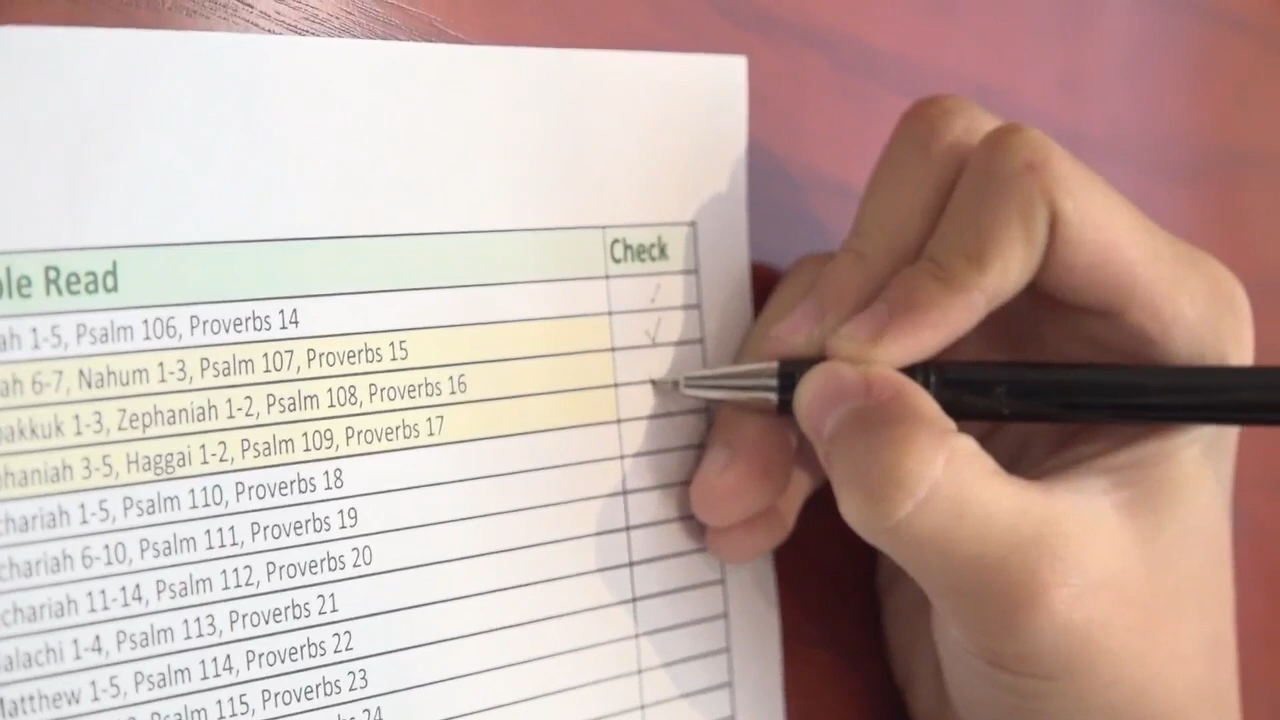 ble Read Check
ah 1-5, Psalm 106, Proverbs 14
ah 6-7, Nahum 1-3, Psalm 107, Proverbs 15
bakkuk 1-3, Zephaniah 1-2, Psalm 108, Proverbs 16
phaniah 3-5, Haggai 1-2, Psalm 109, Proverbs 17
chariah 1-5, Psalm 110, Proverbs 18
chariah 6-10, Psalm 111, Proverbs 19
chariah 11-14, Psalm 112, Proverbs 20
alachi 1-4, Psalm 113, Proverbs 21
Matthew 1-5, Psalm 114, Proverbs 22
Psalm 115, Proverbs 23
24